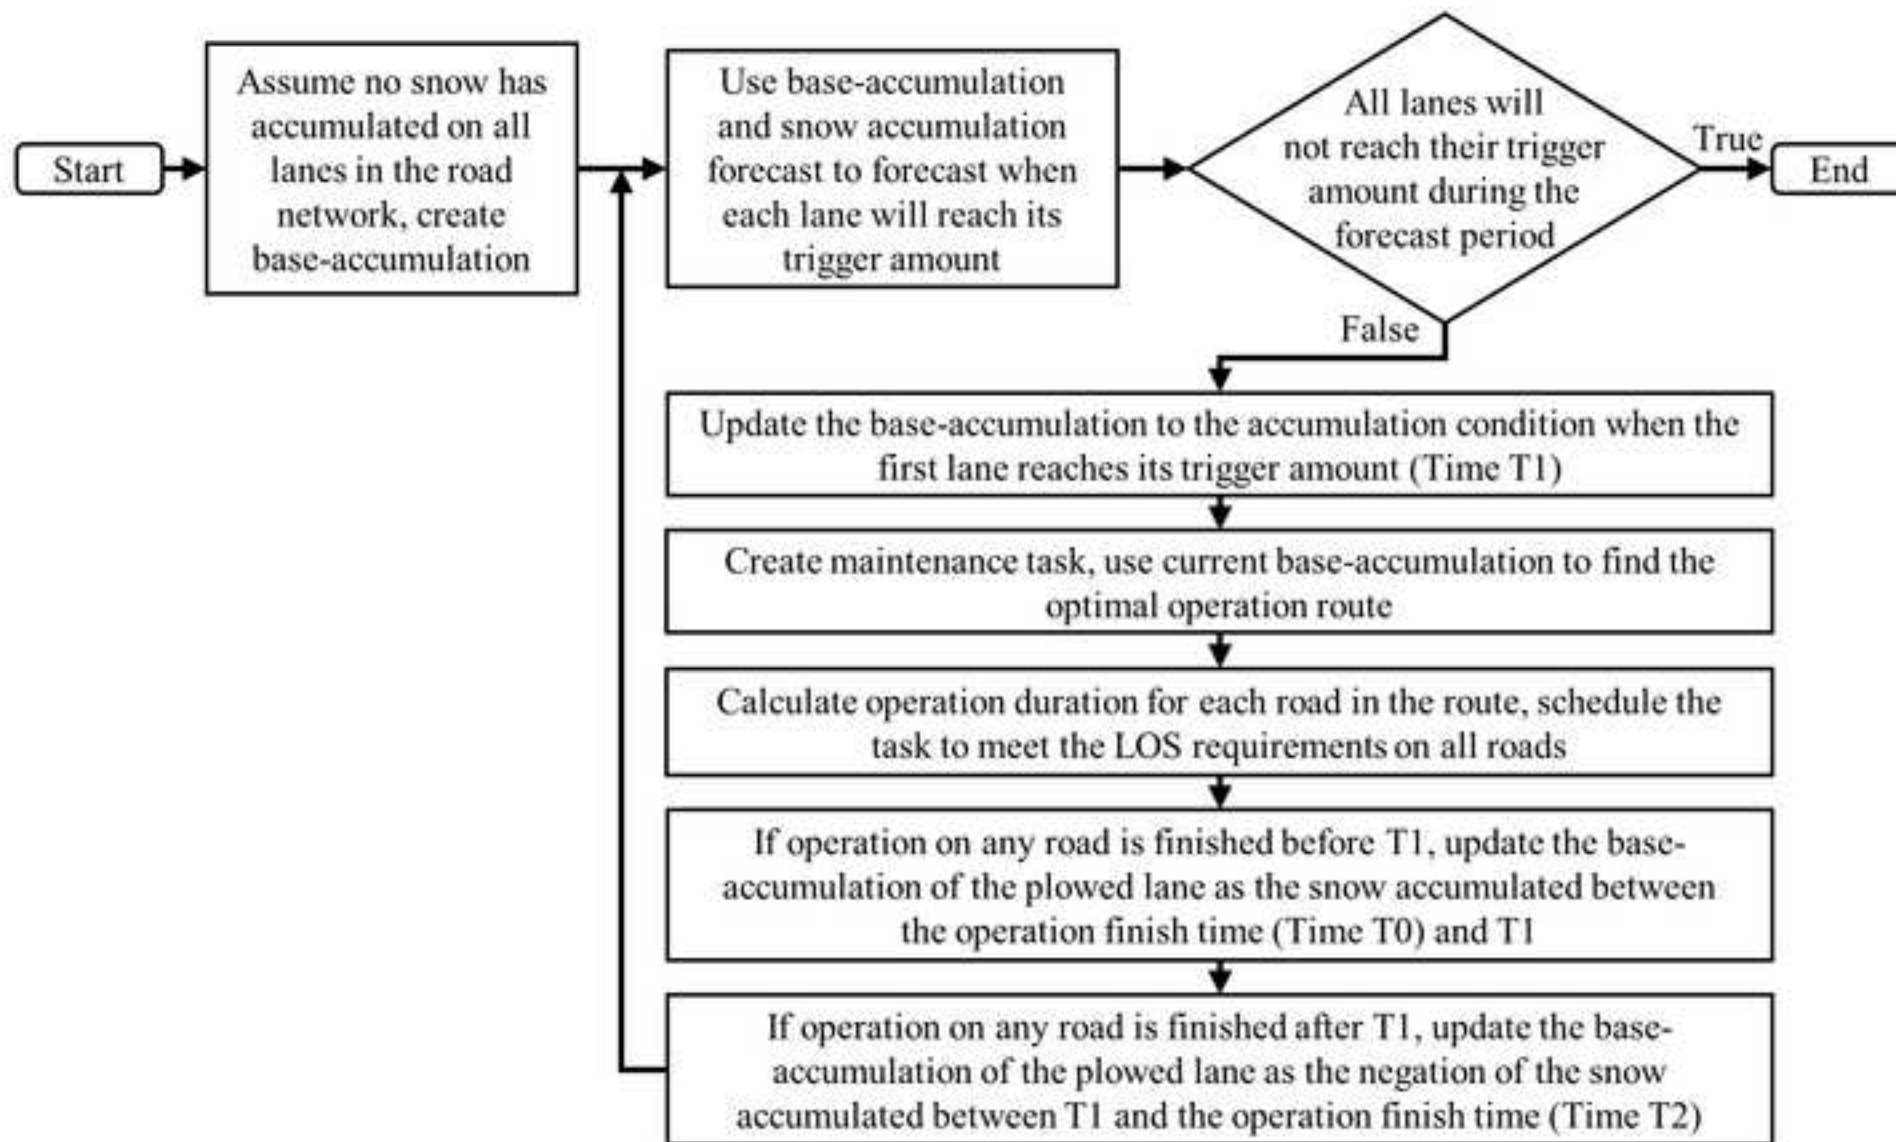 Start
Assume no snow has
accumulated on all
lanes in the road
network, create
base-accumulation
Use base-accumulation
and snow accumulation
forecast to forecast when
each lane will reach its
trigger amount
All lanes will
not reach their trigger
amount during the
forecast period
True
End
False
Update the base-accumulation to the accumulation condition when the
first lane reaches its trigger amount (Time T1)
Create maintenance task, use current base-accumulation to find the
optimal operation route
Calculate operation duration for each road in the route, schedule the
task to meet the LOS requirements on all roads
If operation on any road is finished before T1, update the base-
accumulation of the plowed lane as the snow accumulated between
the operation finish time (Time T0) and T1
If operation on any road is finished after T1, update the base-
accumulation of the plowed lane as the negation of the snow
accumulated between T1 and the operation finish time (Time T2)